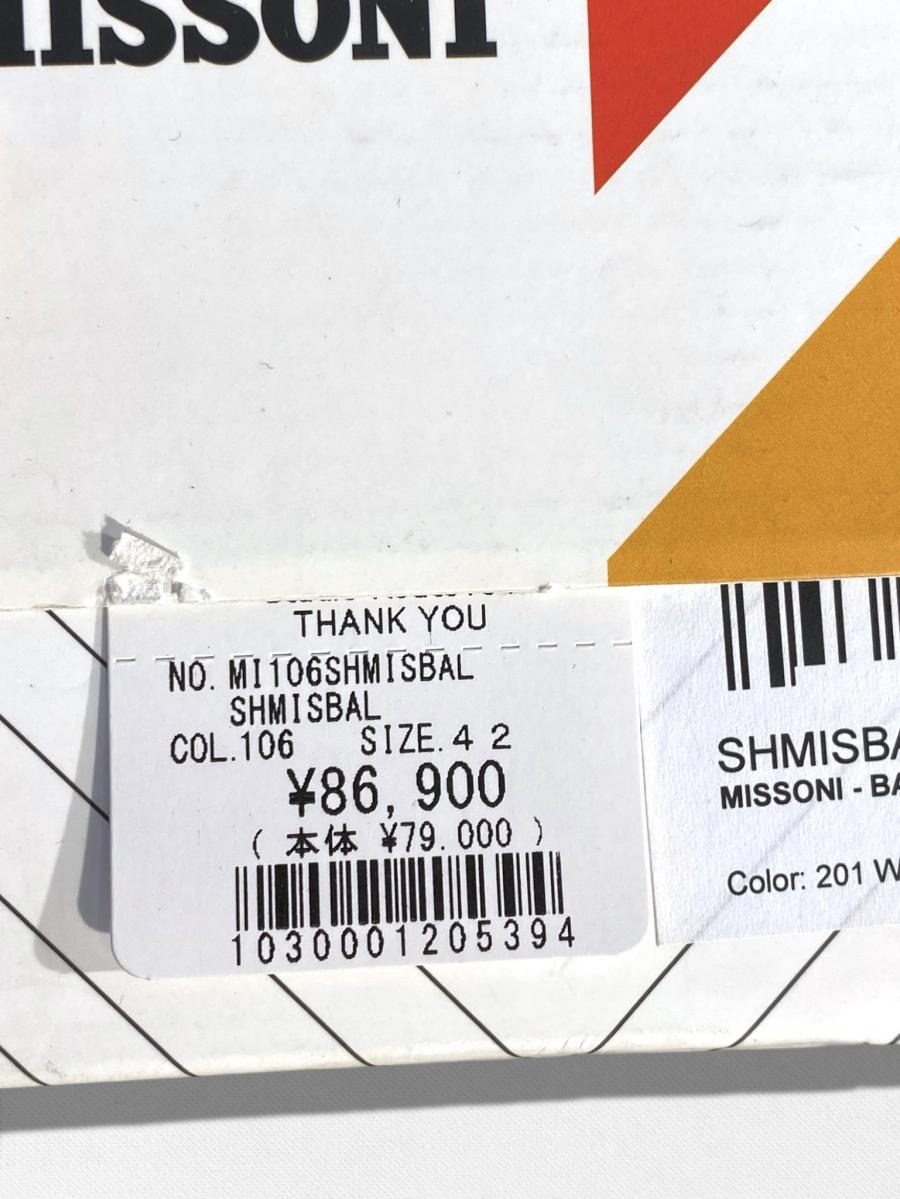 MISSONI
THANK YOU
NO. MI106SHMISBAL
SHMISBAL
COL.106 SIZE.4 2
¥86,900
( 本体 ¥79.000 )
1030001205394
SHMISBA
MISSONI - BA
Color: 201 W